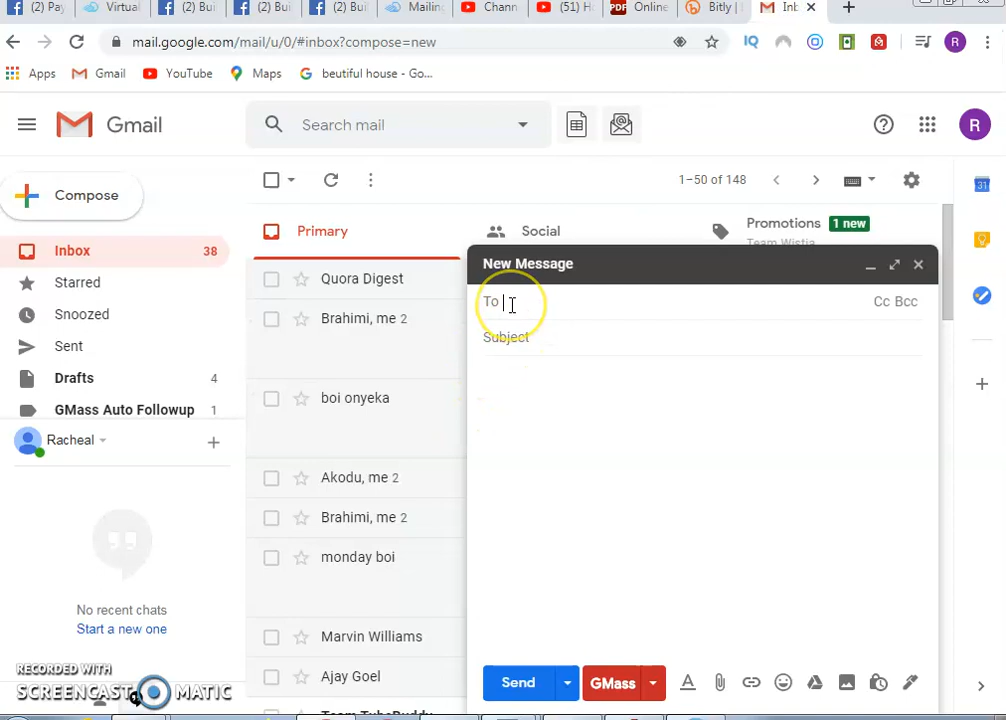 (2) Pay
Virtual
(2) Bui
(2) Bui
(2) Bui
Mailin
Chann
(51) H
PDF Online
Bitly |
Inb
mail.google.com/mail/u/0/#inbox?compose=new
IQ
R
Apps
Gmail
YouTube
Maps
beutiful house - Go...
Gmail
Search mail
R
1–50 of 148
Compose
31
Primary
Social
Promotions 1 new
Team Wistia
Inbox 38
Starred
Snoozed
Sent
Drafts 4
GMass Auto Followup 1
Racheal
No recent chats
Start a new one
Quora Digest
Brahimi, me 2
boi onyeka
Akodu, me 2
Brahimi, me 2
monday boi
Marvin Williams
Ajay Goel
Team TubeBuddy
New Message
To
Cc Bcc
Subject
Send
GMass
A
RECORDED WITH
SCREENCAST MATIC